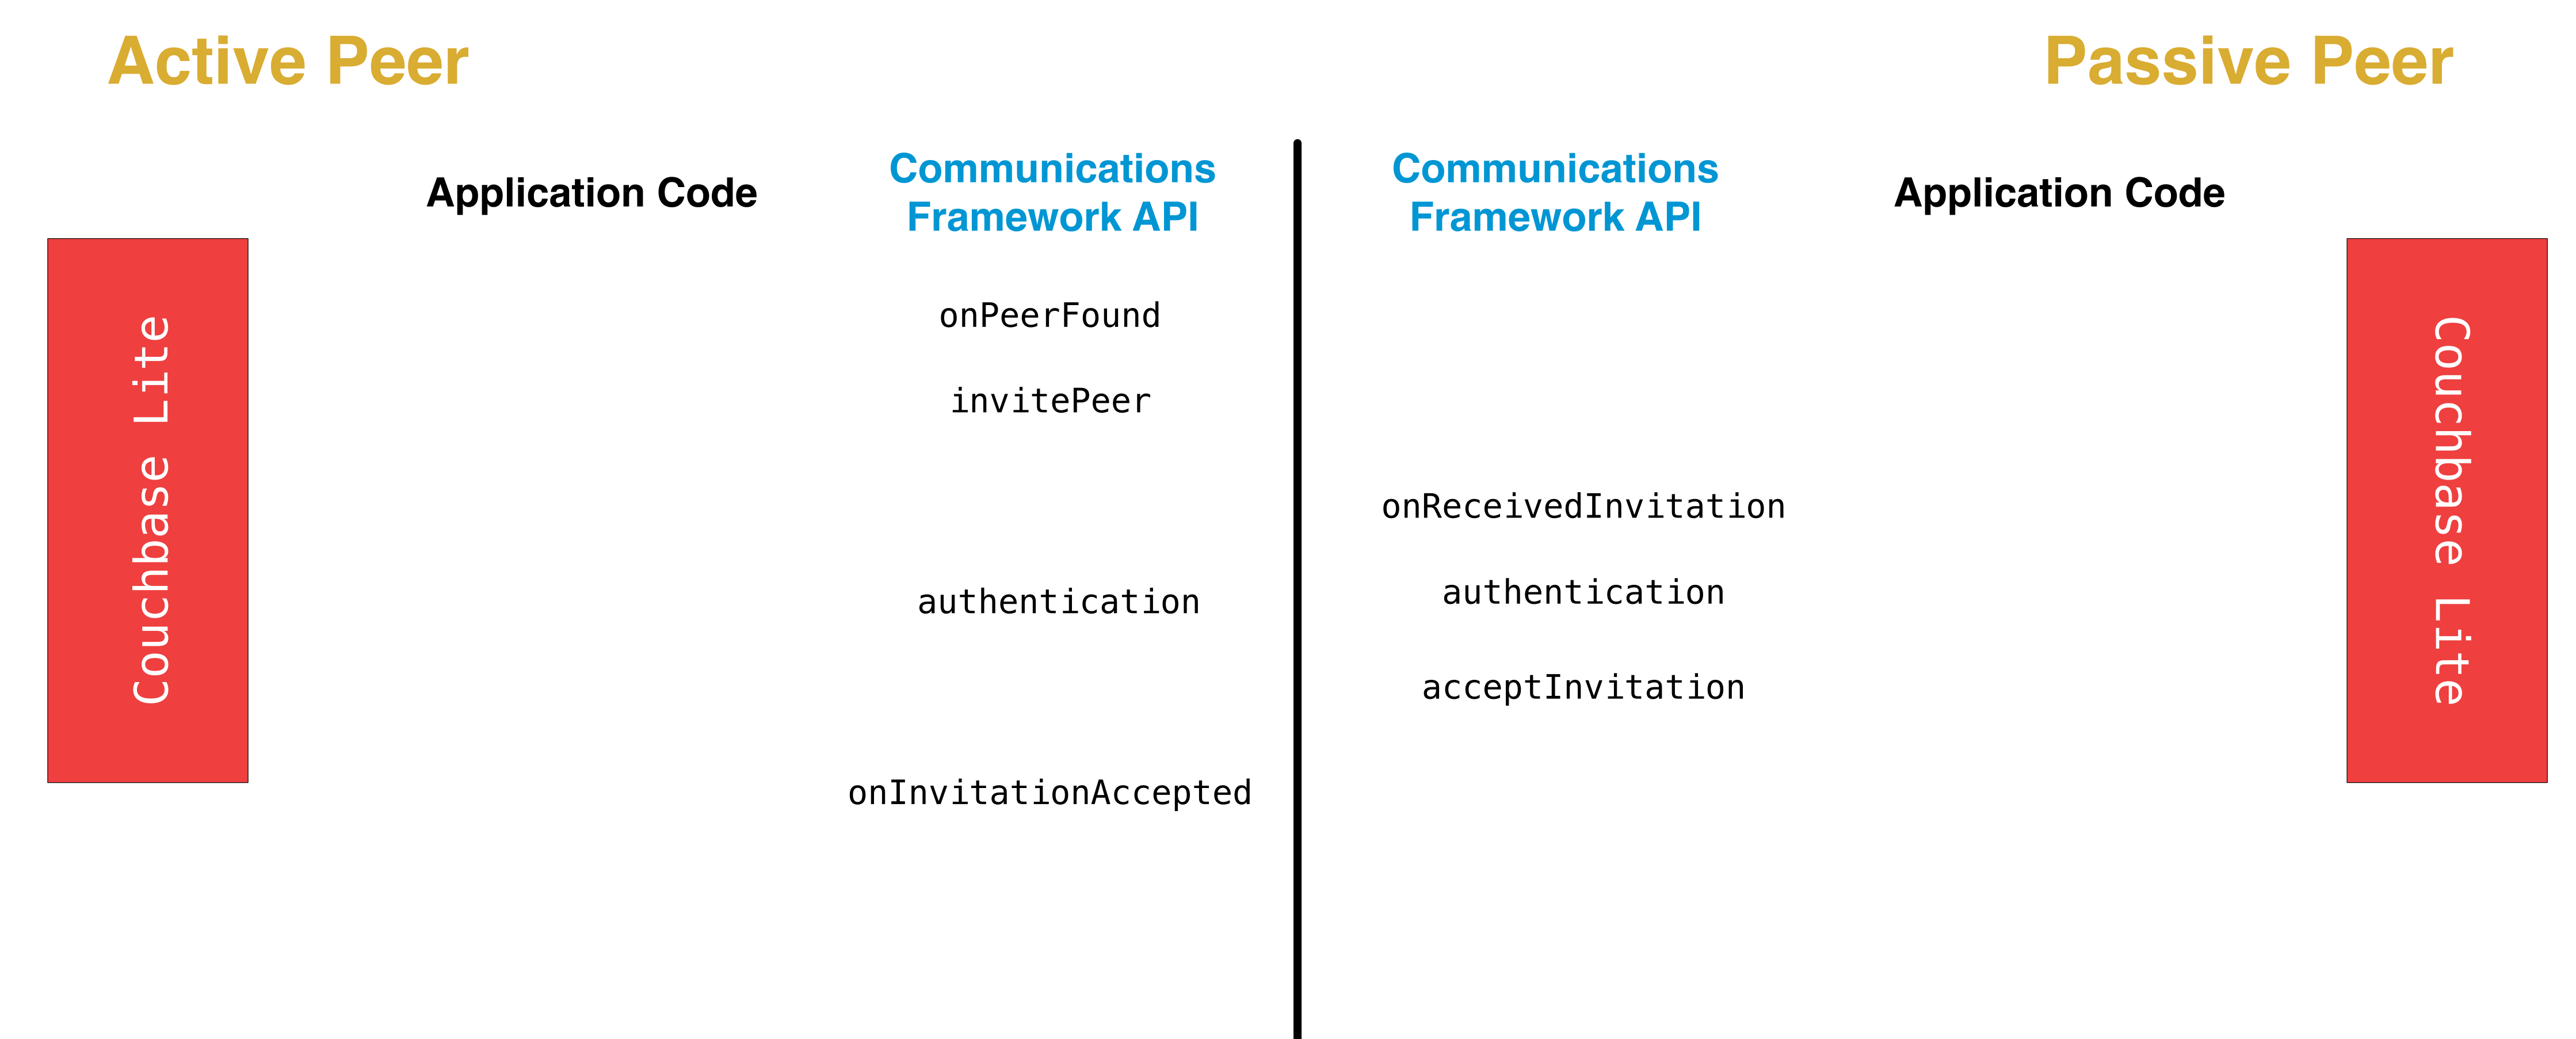 Active Peer
Passive Peer
Application Code
Communications
Framework API
Communications
Framework API
Application Code
Couchbase Lite
onPeerFound
invitePeer
onReceivedInvitation
authentication
authentication
acceptInvitation
onInvitationAccepted
Couchbase Lite